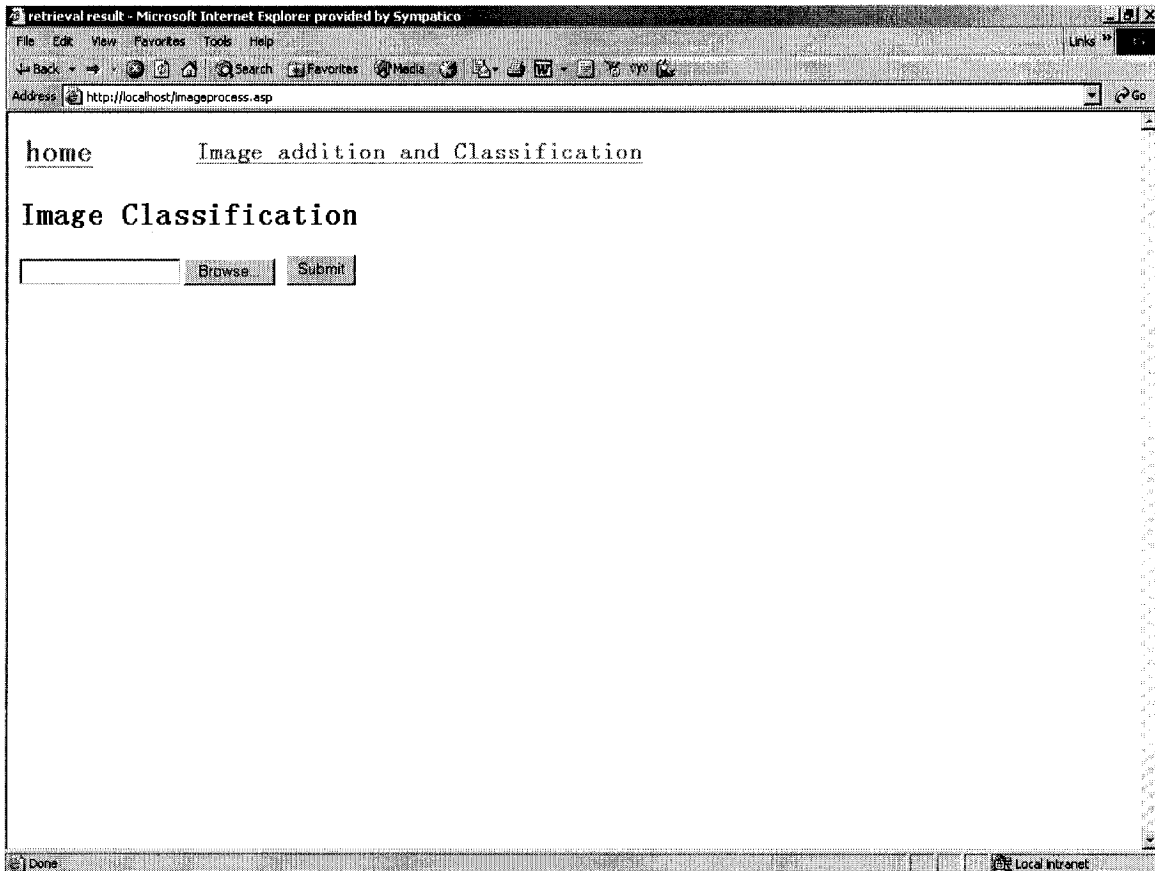 retrieval result - Microsoft Internet Explorer provided by Sympatico
File Edit View Favorites Tools Help
Links »
Back Search Favorites Media
Address http://localhost/imageprocess.asp Go
home Image addition and Classification
Image Classification
Browse... Submit
Done Local intranet